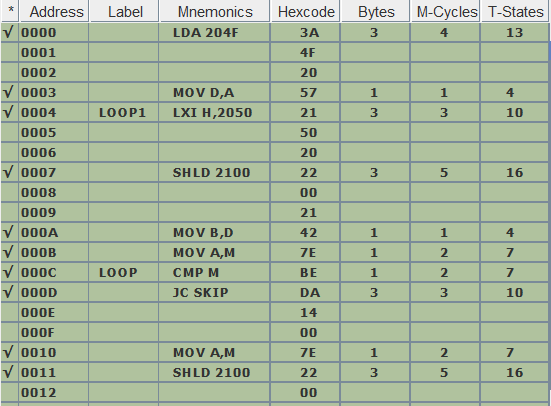 * Address Label Mnemonics Hexcode Bytes M-Cycles T-States
√ 0000 LDA 204F 3A 3 4 13
0001 4F
0002 20
√ 0003 MOV D,A 57 1 1 4
√ 0004 LOOP1 LXI H,2050 21 3 3 10
0005 50
0006 20
√ 0007 SHLD 2100 22 3 5 16
0008 00
0009 21
√ 000A MOV B,D 42 1 1 4
√ 000B MOV A,M 7E 1 2 7
√ 000C LOOP CMP M BE 1 2 7
√ 000D JC SKIP DA 3 3 10
000E 14
000F 00
√ 0010 MOV A,M 7E 1 2 7
√ 0011 SHLD 2100 22 3 5 16
0012 00